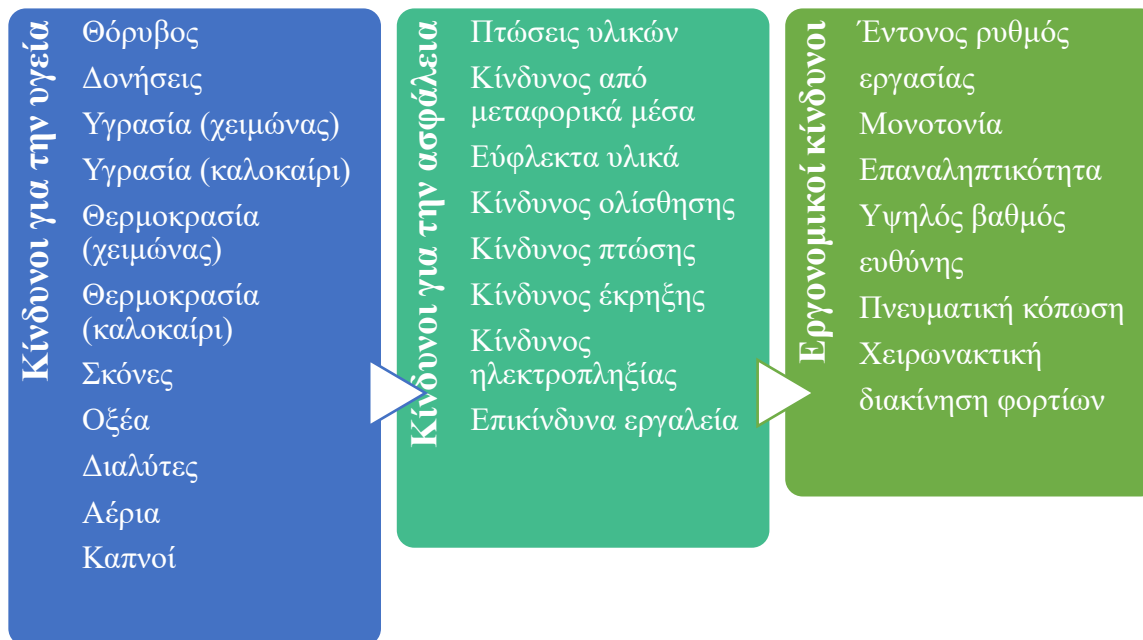 Κίνδυνοι για την υγεία
Θόρυβος
Δονήσεις
Υγρασία (χειμώνας)
Υγρασία (καλοκαίρι)
Θερμοκρασία
(χειμώνας)
Θερμοκρασία
(καλοκαίρι)
Σκόνες
Οξέα
Διαλύτες
Αέρια
Καπνοί
Κίνδυνοι για την ασφάλεια
Πτώσεις υλικών
Κίνδυνος από
μεταφορικά μέσα
Εύφλεκτα υλικά
Κίνδυνος ολίσθησης
Κίνδυνος πτώσης
Κίνδυνος έκρηξης
Κίνδυνος
ηλεκτροπληξίας
Επικίνδυνα εργαλεία
Εργονομικοί κίνδυνοι
Έντονος ρυθμός
εργασίας
Μονοτονία
Επαναληπτικότητα
Υψηλός βαθμός
ευθύνης
Πνευματική κόπωση
Χειρωνακτική
διακίνηση φορτίων